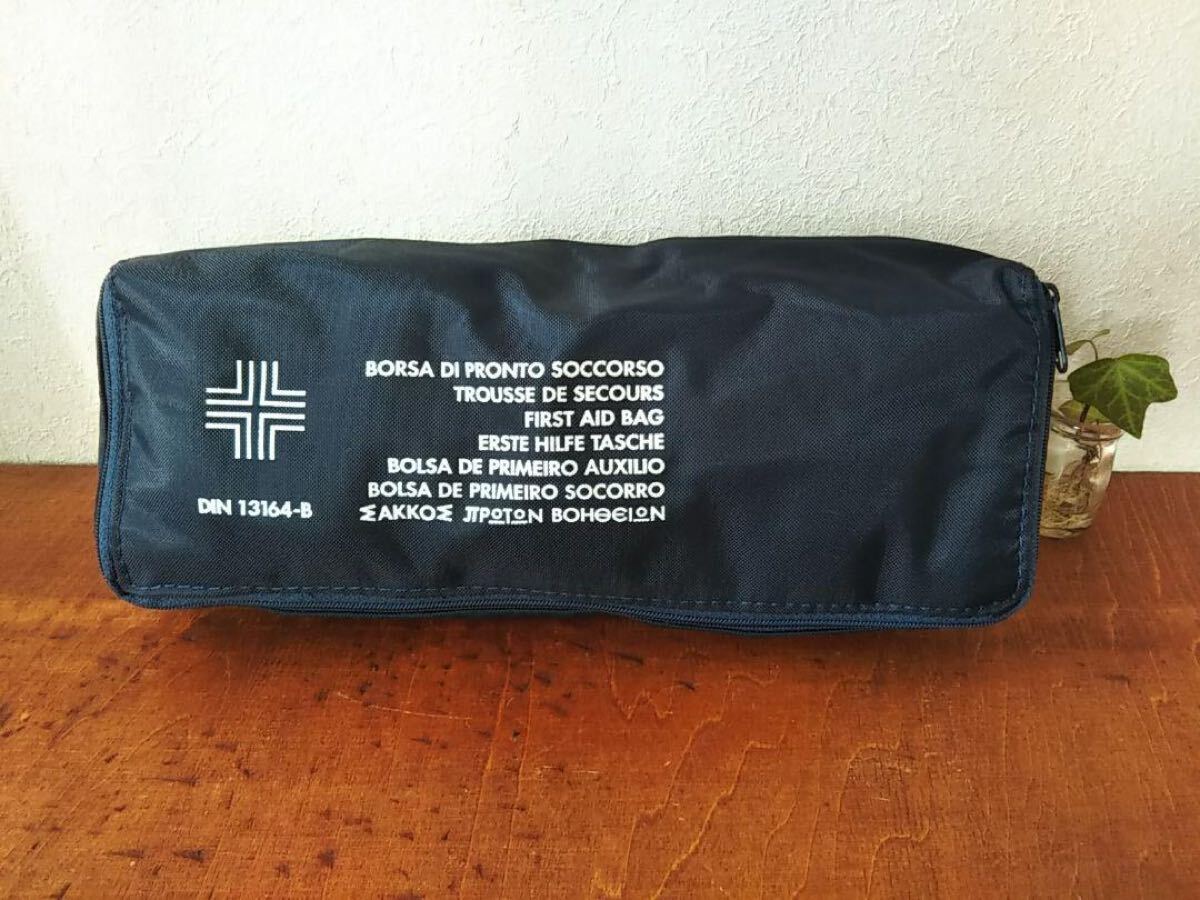 BORSA DI PRONTO SOCCORSO
TROUSSE DE SECOURS
FIRST AID BAG
ERSTE HILFE TASCHE
BOLSA DE PRIMEIRO AUXILIO
BOLSA DE PRIMEIRO SOCORRO
ΣΑΚΚΟΣ ΠΡΩΤΩΝ ΒΟΗΘΕΙΩΝ
DIN 13164-B